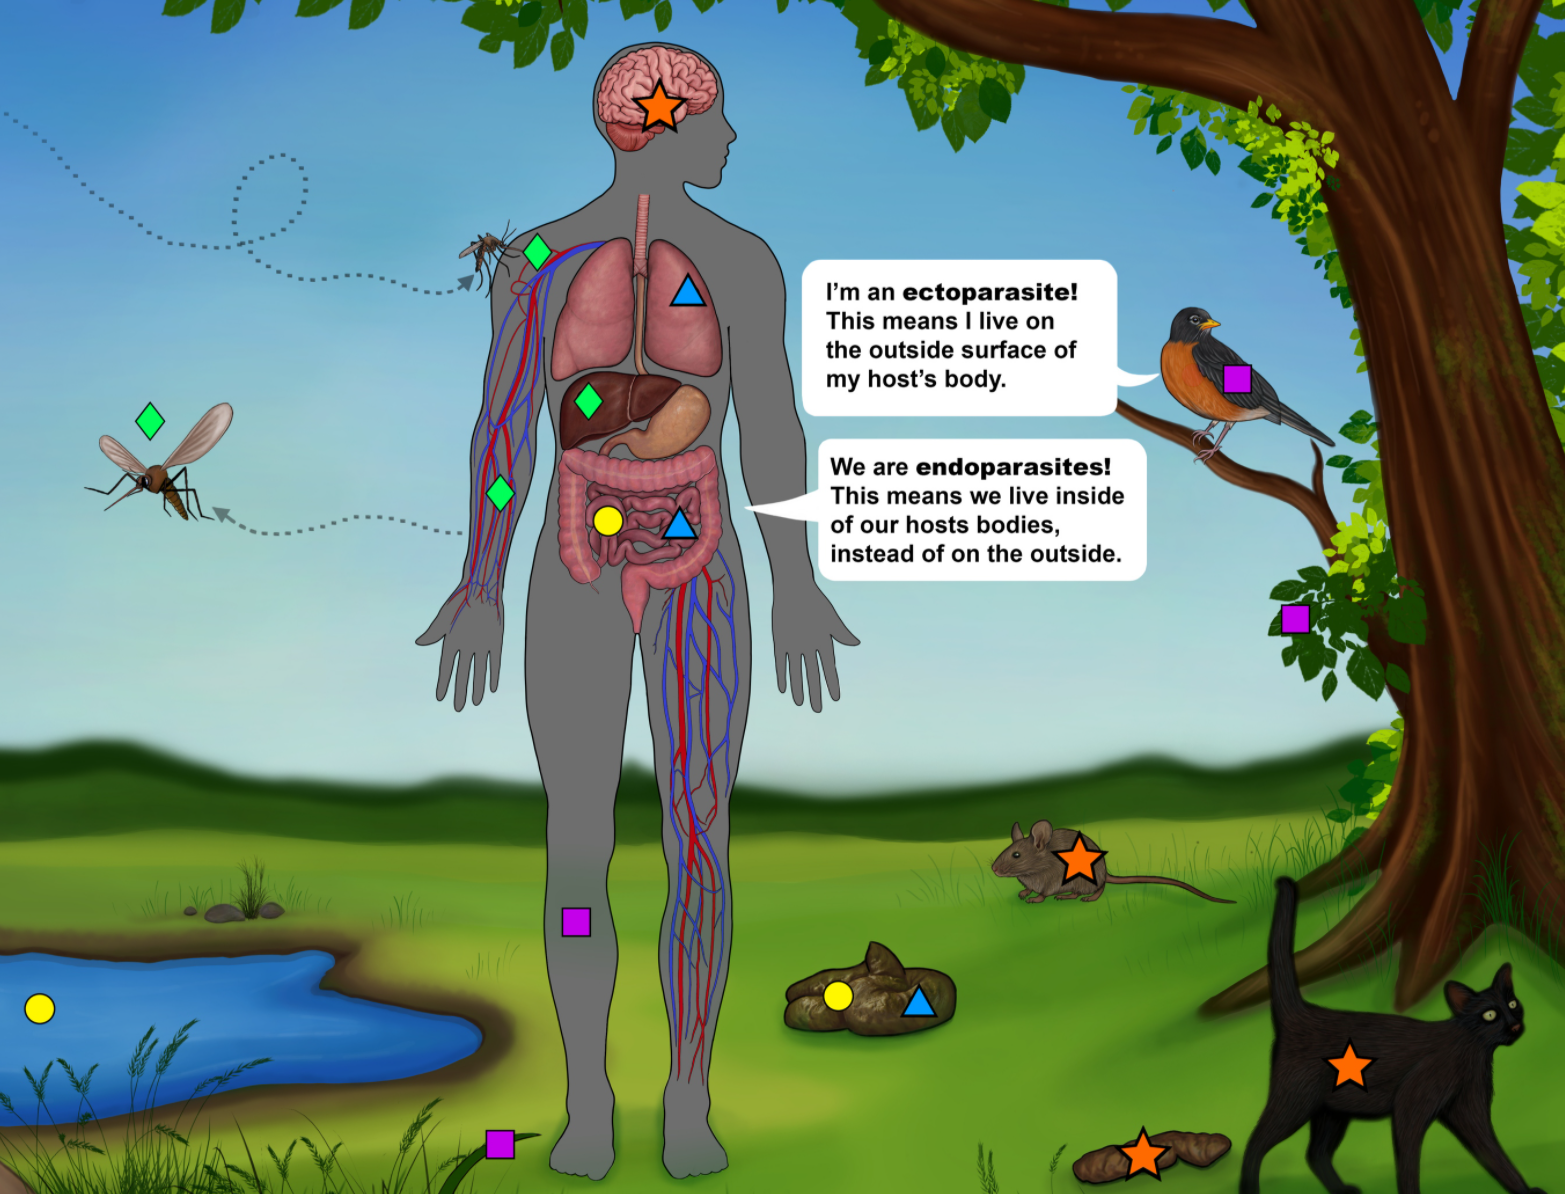 I’m an ectoparasite!
This means I live on
the outside surface of
my host’s body.
We are endoparasites!
This means we live inside
of our hosts bodies,
instead of on the outside.